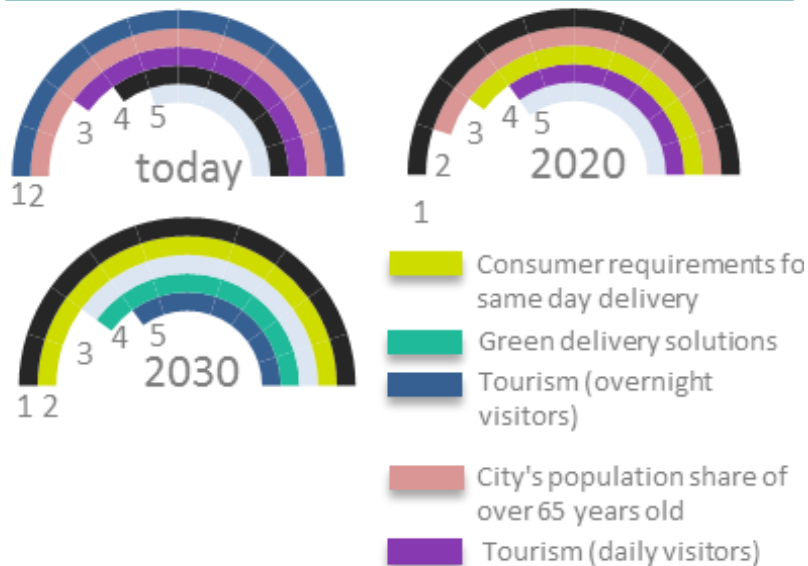 3
4
5
today
12
2
3
4
5
2020
1
3
4
5
2030
1 2
Consumer requirements fo
same day delivery
Green delivery solutions
Tourism (overnight
visitors)
City's population share of
over 65 years old
Tourism (daily visitors)